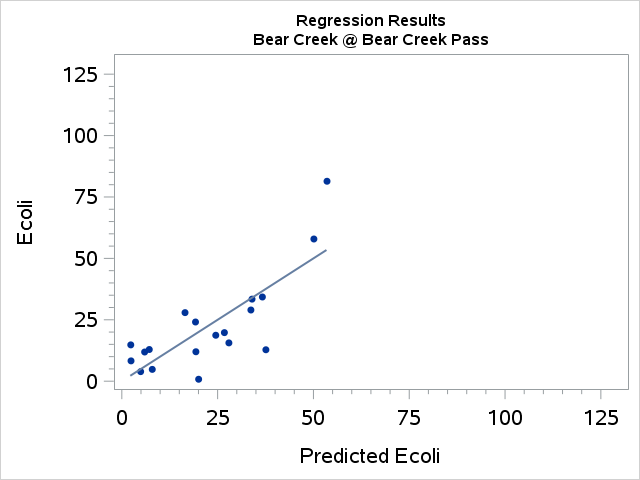 Regression Results
Bear Creek @ Bear Creek Pass
125
100
75
50
25
0
Ecoli
0 25 50 75 100 125
Predicted Ecoli